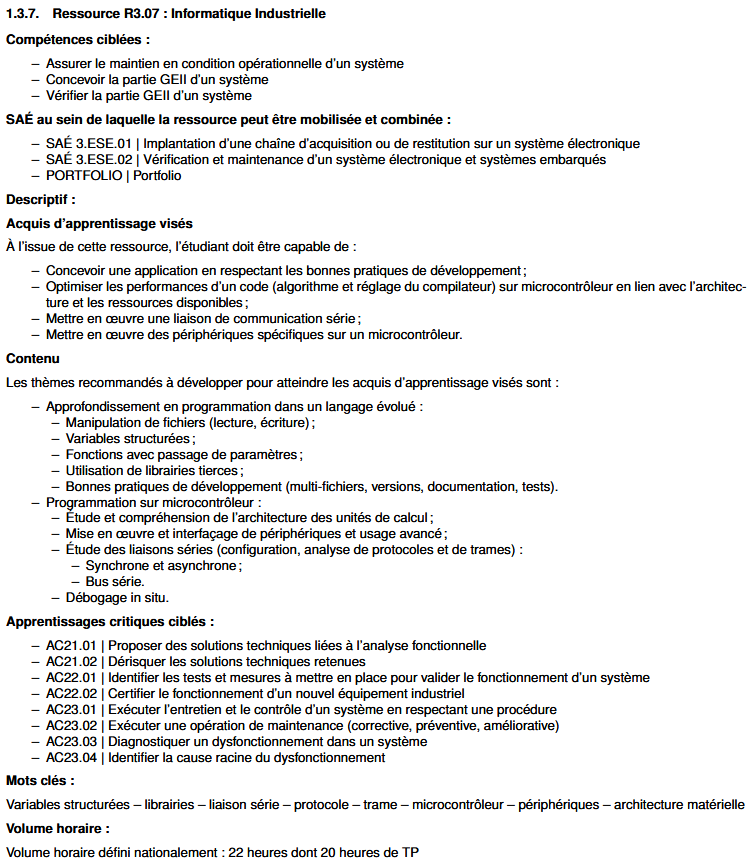 1.3.7. Ressource R3.07 : Informatique Industrielle
Compétences ciblées :
– Assurer le maintien en condition opérationnelle d'un système
– Concevoir la partie GEII d'un système
– Vérifier la partie GEII d'un système
SAÉ au sein de laquelle la ressource peut être mobilisée et combinée :
– SAÉ 3.ESE.01 | Implantation d'une chaîne d'acquisition ou de restitution sur un système électronique
– SAÉ 3.ESE.02 | Vérification et maintenance d'un système électronique et systèmes embarqués
– PORTFOLIO | Portfolio
Descriptif :
Acquis d'apprentissage visés
À l'issue de cette ressource, l'étudiant doit être capable de :
– Concevoir une application en respectant les bonnes pratiques de développement ;
– Optimiser les performances d'un code (algorithme et réglage du compilateur) sur microcontrôleur en lien avec l'architec-
ture et les ressources disponibles ;
– Mettre en œuvre une liaison de communication série ;
– Mettre en œuvre des périphériques spécifiques sur un microcontrôleur.
Contenu
Les thèmes recommandés à développer pour atteindre les acquis d'apprentissage visés sont :
– Approfondissement en programmation dans un langage évolué :
– Manipulation de fichiers (lecture, écriture) ;
– Variables structurées ;
– Fonctions avec passage de paramètres ;
– Utilisation de librairies tierces ;
– Bonnes pratiques de développement (multi-fichiers, versions, documentation, tests).
– Programmation sur microcontrôleur :
– Étude et compréhension de l'architecture des unités de calcul ;
– Mise en œuvre et interfaçage de périphériques et usage avancé ;
– Étude des liaisons séries (configuration, analyse de protocoles et de trames) :
– Synchrone et asynchrone ;
– Bus série.
– Débogage in situ.
Apprentissages critiques ciblés :
– AC21.01 | Proposer des solutions techniques liées à l'analyse fonctionnelle
– AC21.02 | Dérisquer les solutions techniques retenues
– AC22.01 | Identifier les tests et mesures à mettre en place pour valider le fonctionnement d'un système
– AC22.02 | Certifier le fonctionnement d'un nouvel équipement industriel
– AC23.01 | Exécuter l'entretien et le contrôle d'un système en respectant une procédure
– AC23.02 | Exécuter une opération de maintenance (corrective, préventive, améliorative)
– AC23.03 | Diagnostiquer un dysfonctionnement dans un système
– AC23.04 | Identifier la cause racine du dysfonctionnement
Mots clés :
Variables structurées – librairies – liaison série – protocole – trame – microcontrôleur – périphériques – architecture matérielle
Volume horaire :
Volume horaire défini nationalement : 22 heures dont 20 heures de TP